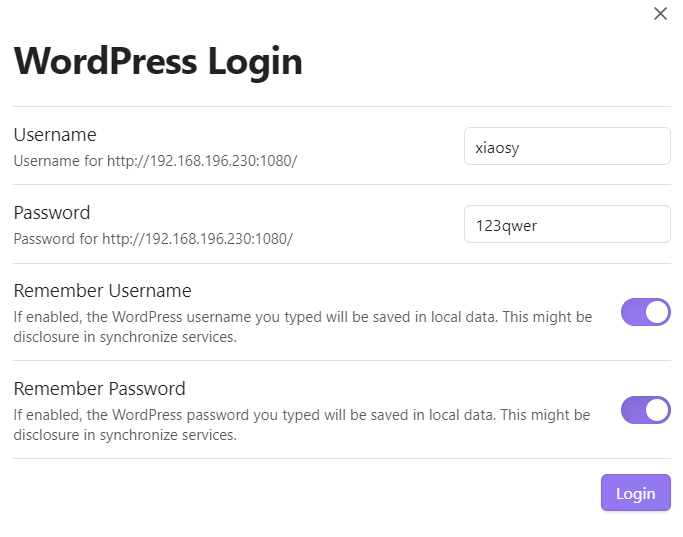 WordPress Login
Username
Username for http://192.168.196.230:1080/
xiaosy
Password
Password for http://192.168.196.230:1080/
123qwer
Remember Username
If enabled, the WordPress username you typed will be saved in local data. This might be
disclosure in synchronize services.
Remember Password
If enabled, the WordPress password you typed will be saved in local data. This might be
disclosure in synchronize services.
Login